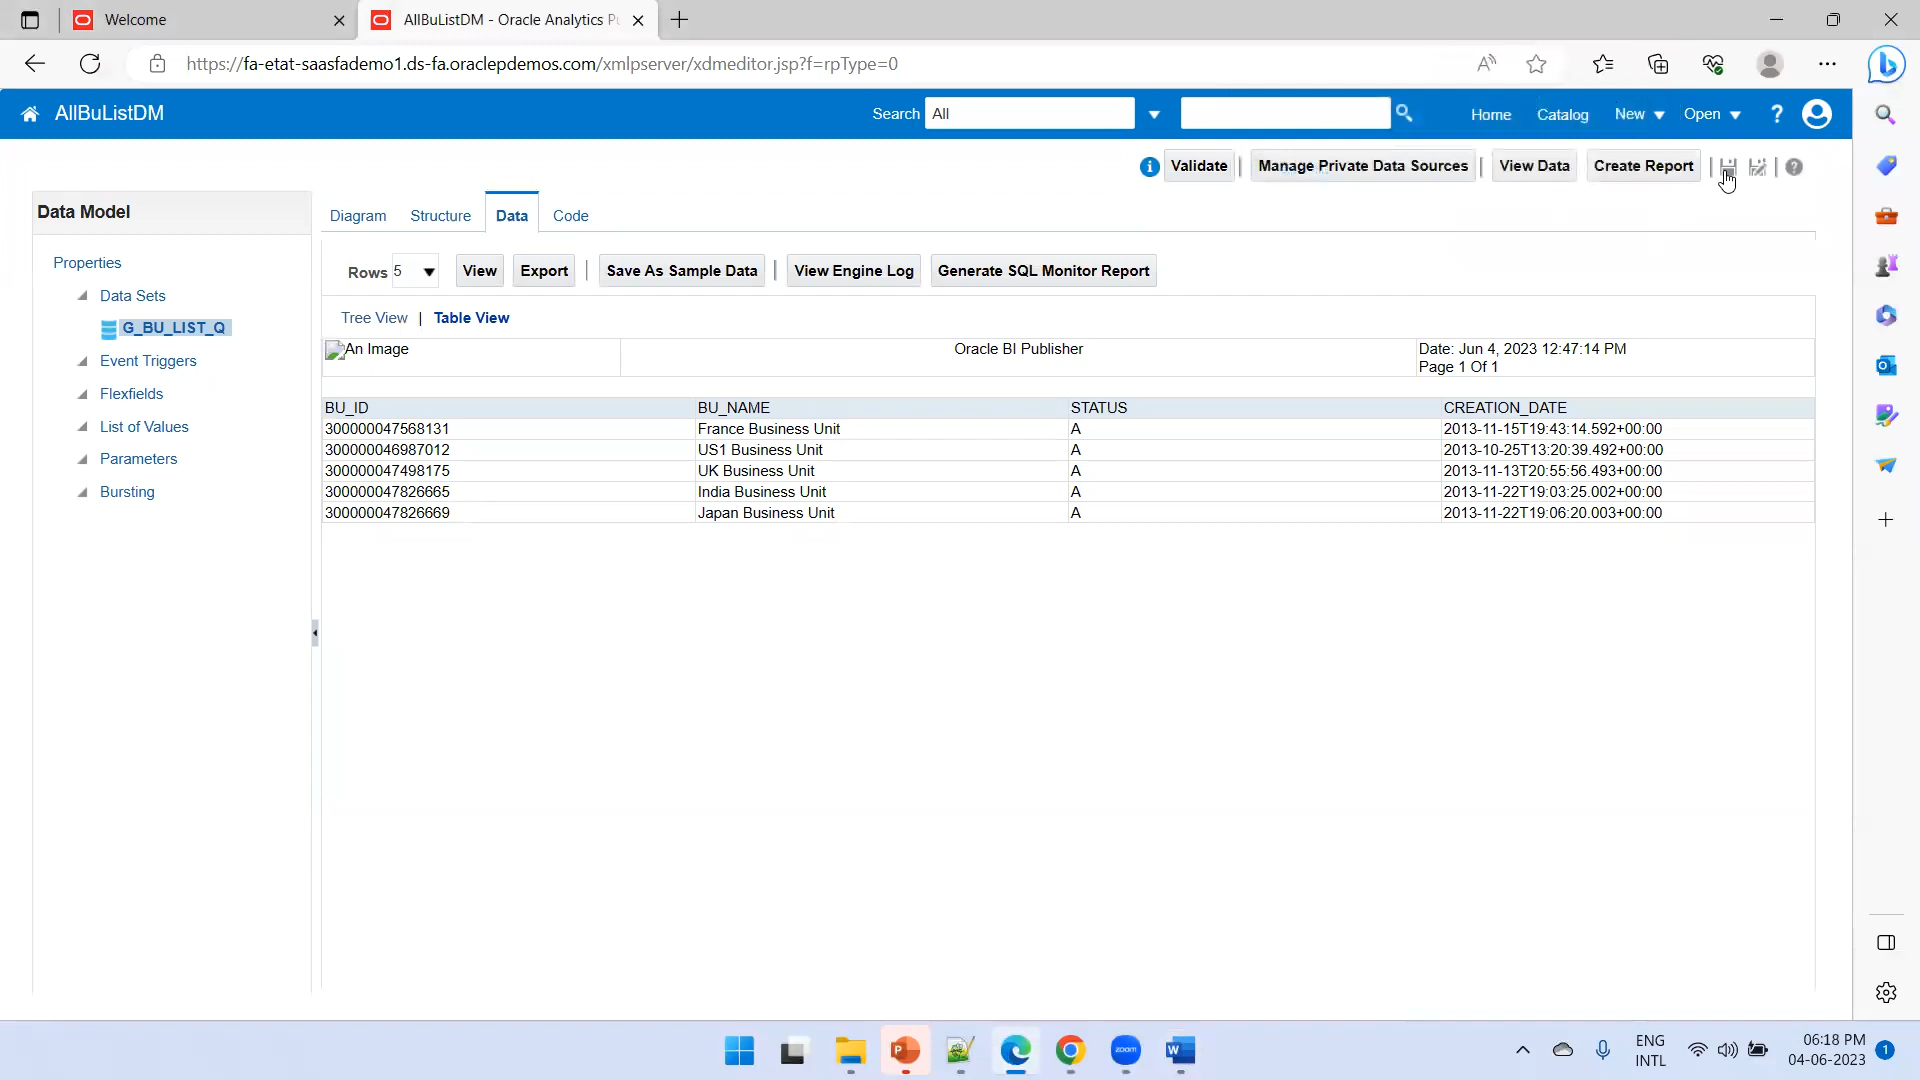 Welcome
AllBuListDM - Oracle Analytics Pu
https://fa-etat-saasfademo1.ds-fa.oraclepdemos.com/xmlpserver/xdmeditor.jsp?f=rpType=0
AllBuListDM
Search All
Home Catalog New Open ?
Validate | Manage Private Data Sources | View Data Create Report
Data Model
Diagram Structure Data Code
Properties
Data Sets
G_BU_LIST_Q
Event Triggers
Flexfields
List of Values
Parameters
Bursting
Rows 5 View Export | Save As Sample Data | View Engine Log Generate SQL Monitor Report
Tree View | Table View
An Image
Oracle BI Publisher
Date: Jun 4, 2023 12:47:14 PM
Page 1 Of 1
BU_ID BU_NAME STATUS CREATION_DATE
300000047568131 France Business Unit A 2013-11-15T19:43:14.592+00:00
300000046987012 US1 Business Unit A 2013-10-25T13:20:39.492+00:00
300000047498175 UK Business Unit A 2013-11-13T20:55:56.493+00:00
300000047826665 India Business Unit A 2013-11-22T19:03:25.002+00:00
300000047826669 Japan Business Unit A 2013-11-22T19:06:20.003+00:00
zoom
ENG
INTL
06:18 PM
04-06-2023
1